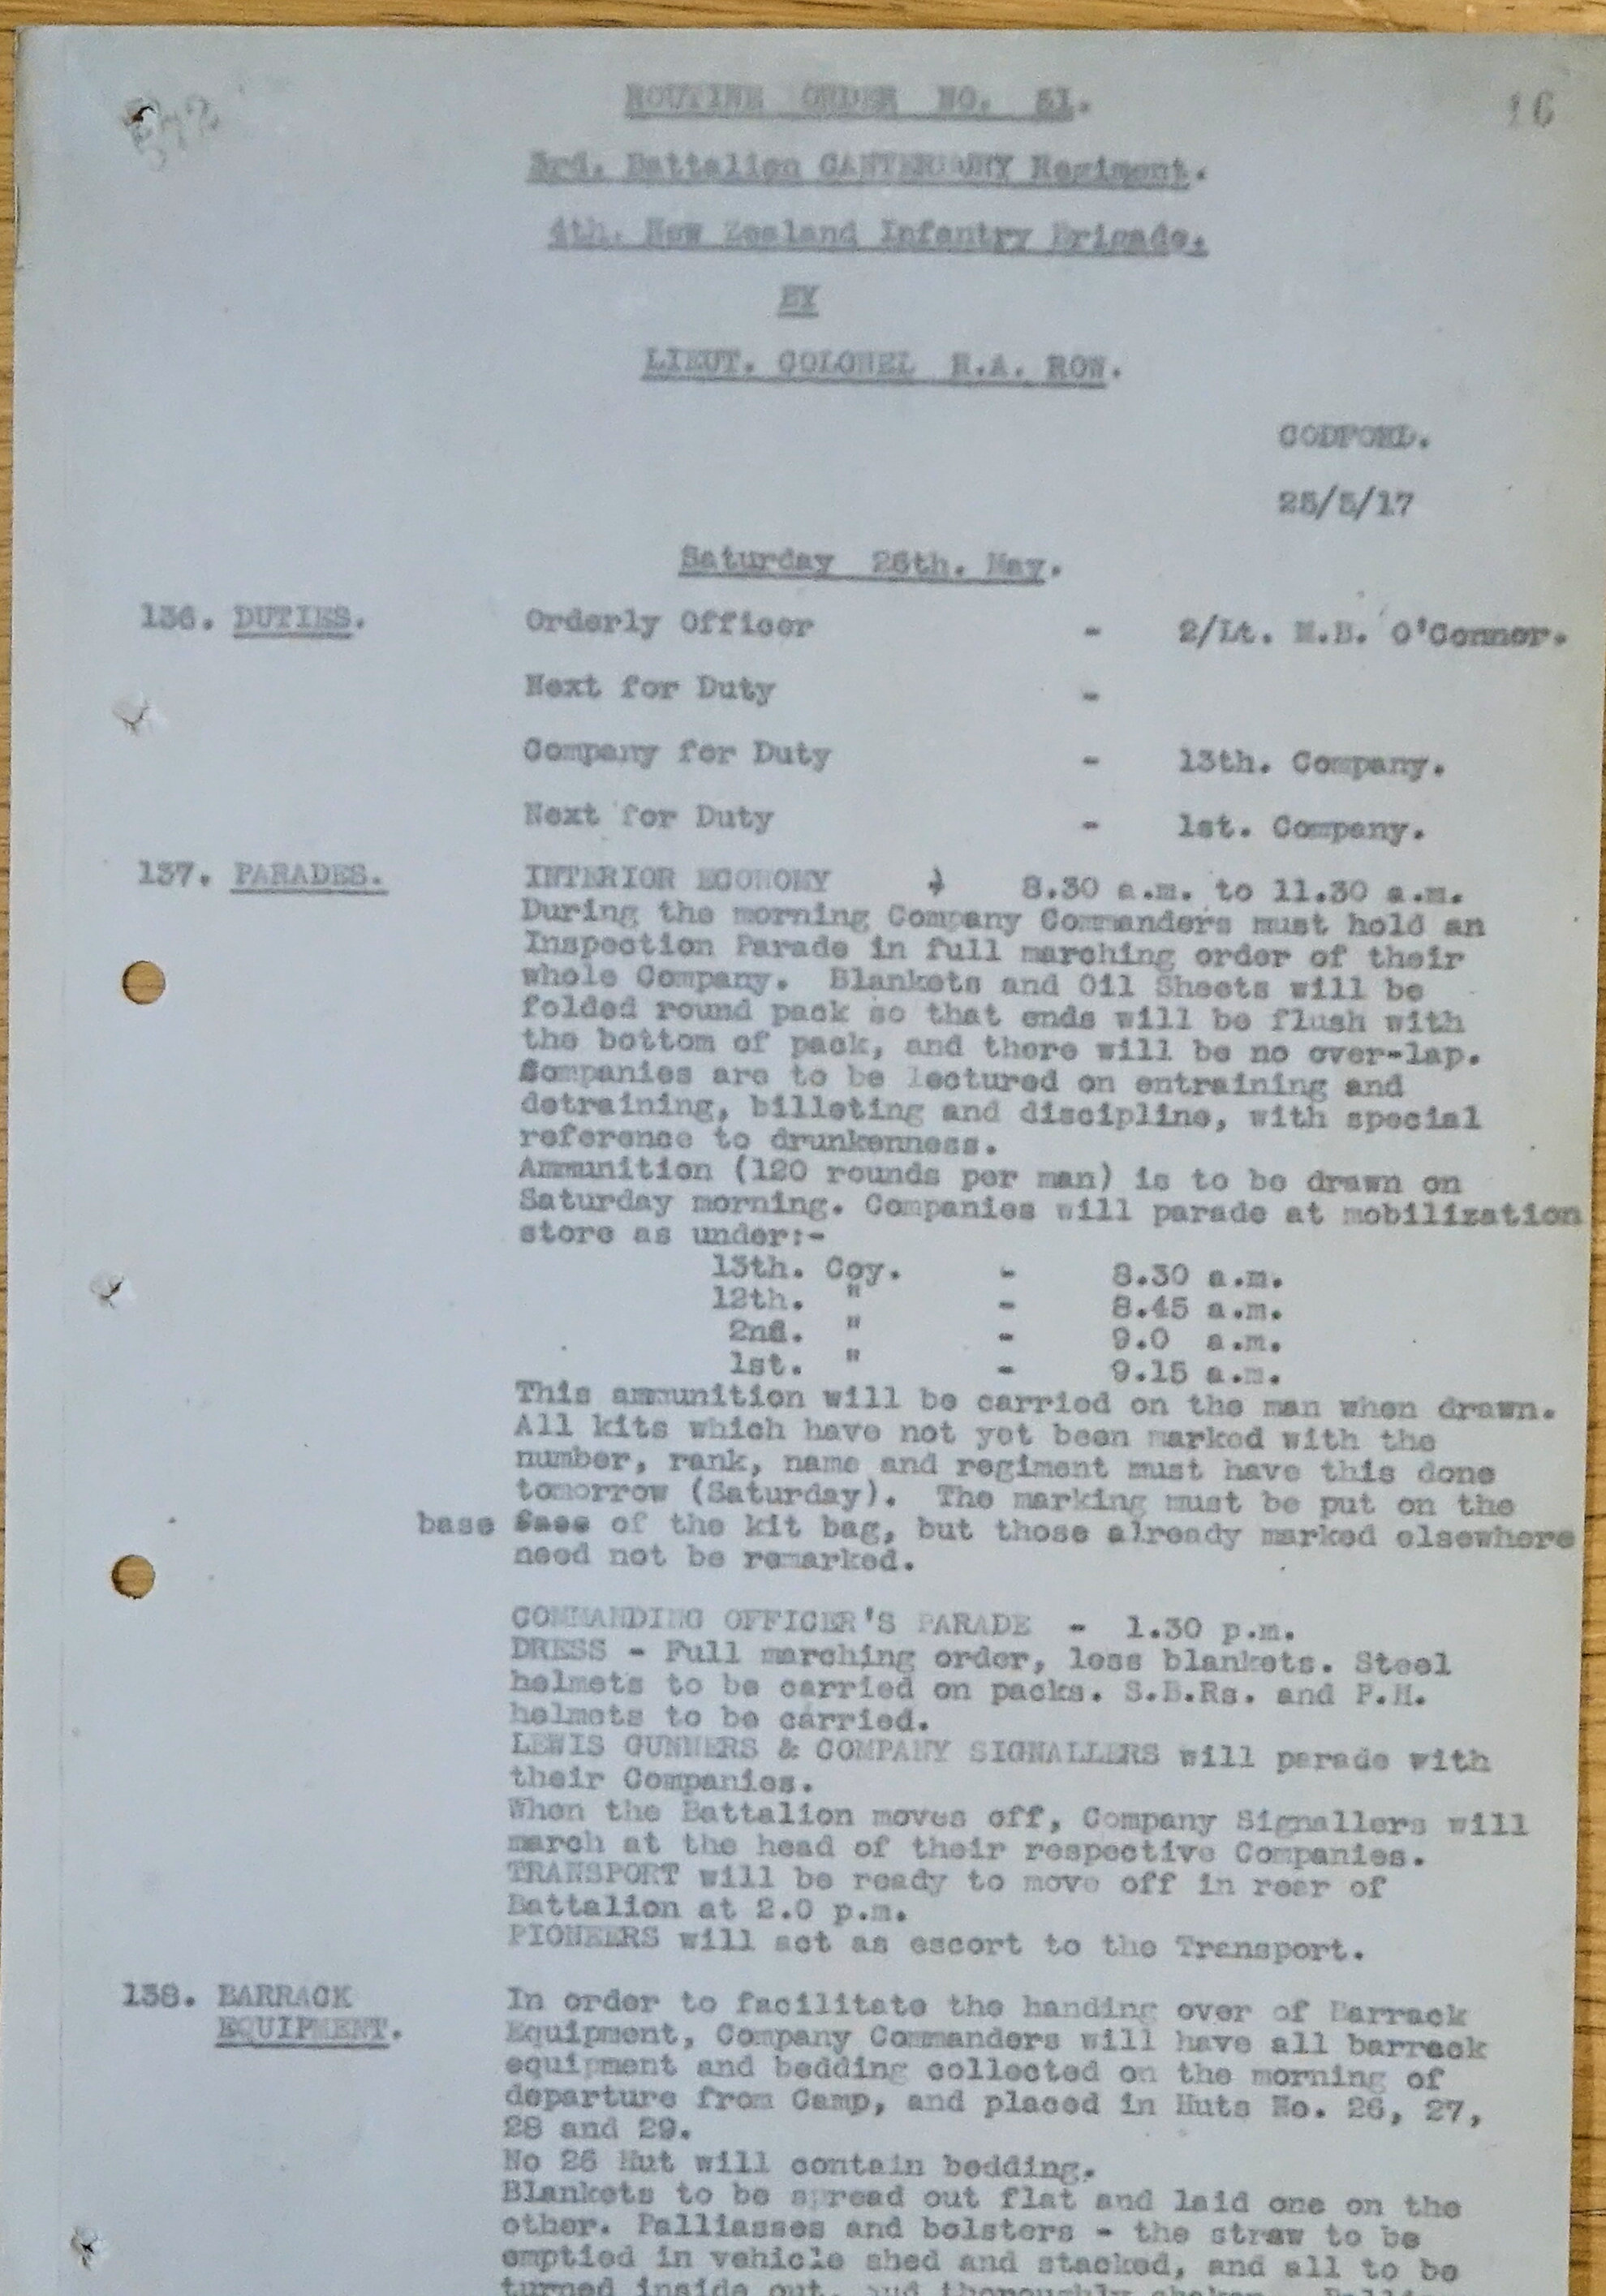 ROUTINE ORDER NO. 51.
16
3rd. Battalion CANTERBURY Regiment.
4th. New Zealand Infantry Brigade.
BY
LIEUT. COLONEL R.A. ROW.
CODFORD.
25/5/17
Saturday 26th. May.
136. DUTIES. Orderly Officer - 2/Lt. M.B. O'Connor.
Next for Duty -
Company for Duty - 13th. Company.
Next for Duty - 1st. Company.
137. PARADES. INTERIOR ECONOMY 8.30 a.m. to 11.30 a.m.
During the morning Company Commanders must hold an
Inspection Parade in full marching order of their
whole Company. Blankets and Oil Sheets will be
folded round pack so that ends will be flush with
the bottom of pack, and there will be no over-lap.
Companies are to be lectured on entraining and
detraining, billeting and discipline, with special
reference to drunkenness.
Ammunition (120 rounds per man) is to be drawn on
Saturday morning. Companies will parade at mobilization
store as under:-
13th. Coy. - 8.30 a.m.
12th. " - 8.45 a.m.
2nd. " - 9.0 a.m.
1st. " - 9.15 a.m.
This ammunition will be carried on the man when drawn.
All kits which have not yet been marked with the
number, rank, name and regiment must have this done
tomorrow (Saturday). The marking must be put on the
base of the kit bag, but those already marked elsewhere
need not be remarked.
COMMANDING OFFICER'S PARADE - 1.30 p.m.
DRESS - Full marching order, less blankets. Steel
helmets to be carried on packs. S.B.Rs. and P.H.
helmets to be carried.
LEWIS GUNNERS & COMPANY SIGNALLERS will parade with
their Companies.
When the Battalion moves off, Company Signallers will
march at the head of their respective Companies.
TRANSPORT will be ready to move off in rear of
Battalion at 2.0 p.m.
PIONEERS will act as escort to the Transport.
138. BARRACK In order to facilitate the handing over of Barrack
EQUIPMENT. Equipment, Company Commanders will have all barrack
equipment and bedding collected on the morning of
departure from Camp, and placed in Huts No. 26, 27,
28 and 29.
No 26 Hut will contain bedding.
Blankets to be spread out flat and laid one on the
other. Palliasses and bolsters - the straw to be
emptied in vehicle shed and stacked, and all to be
turned inside out, and thoroughly shaken.